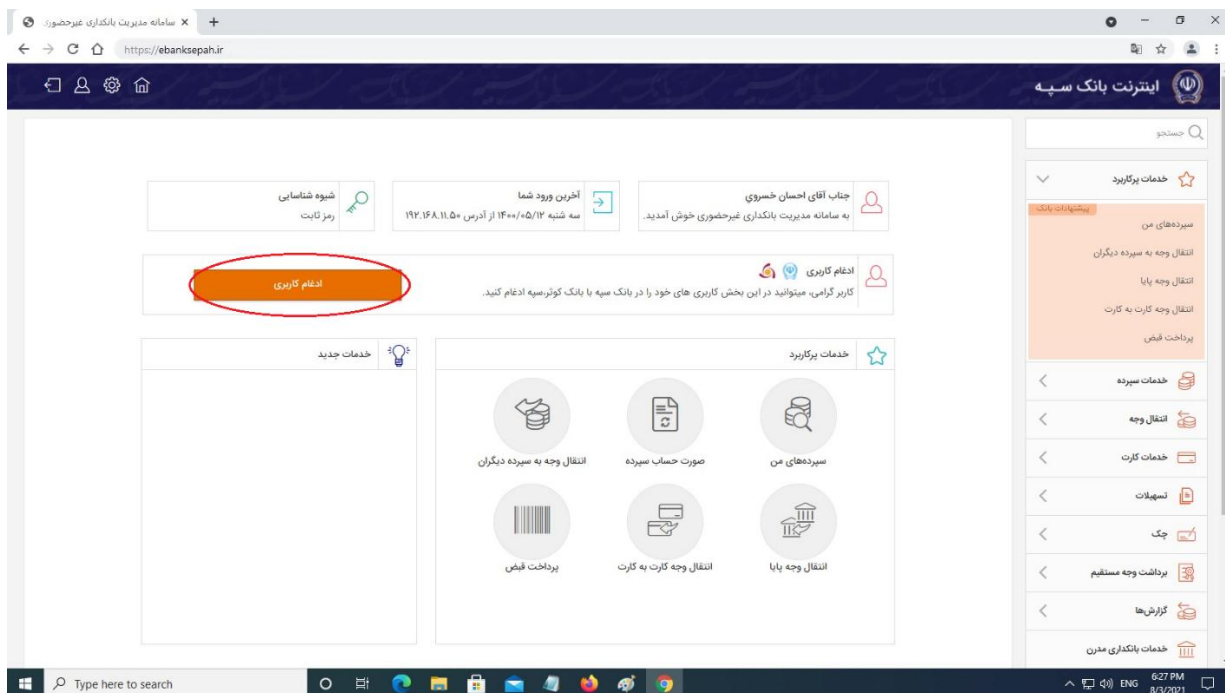 سامانه مدیریت بانکداری غیرحضوری
https://ebanksepah.ir
اینترنت بانک سپه
جستجو
خدمات پرکاربرد
پیشنهادات بانک
سپرده‌های من
انتقال وجه به سپرده دیگران
انتقال وجه پایا
انتقال وجه کارت به کارت
پرداخت قبض
خدمات سپرده
انتقال وجه
خدمات کارت
تسهیلات
چک
برداشت وجه مستقیم
گزارش‌ها
خدمات بانکداری مدرن
جناب آقای احسان خسروي
به سامانه مدیریت بانکداری غیرحضوری خوش آمدید.
آخرین ورود شما
سه شنبه ۱۴۰۰/۰۵/۱۲ از آدرس ۱۹۲.۱۶۸.۱۱.۵۰
شیوه شناسایی
رمز ثابت
ادغام کاربری
کاربر گرامی، میتوانید در این بخش کاربری های خود را در بانک سپه با بانک کوثر،سپه ادغام کنید.
ادغام کاربری
خدمات پرکاربرد
سپرده‌های من
صورت حساب سپرده
انتقال وجه به سپرده دیگران
انتقال وجه پایا
انتقال وجه کارت به کارت
پرداخت قبض
خدمات جدید
Type here to search
ENG
6:27 PM
8/3/2021